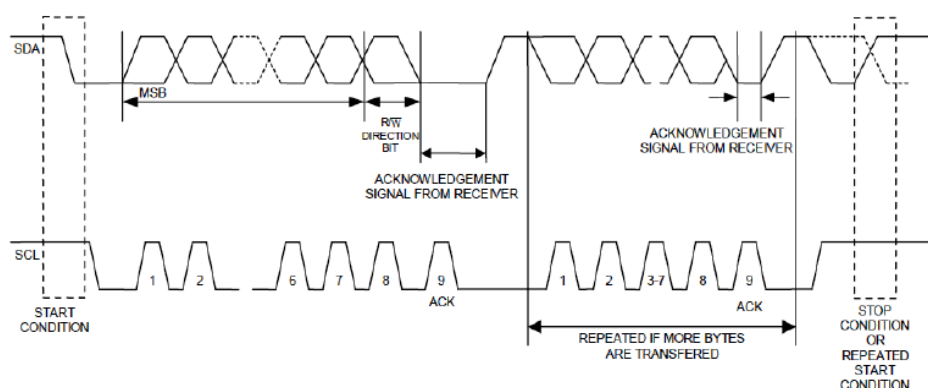 SDA
MSB
R/W
DIRECTION
BIT
ACKNOWLEDGEMENT
SIGNAL FROM RECEIVER
ACKNOWLEDGEMENT
SIGNAL FROM RECEIVER
SCL
1 2 6 7 8 9 1 2 3-7 8 9
ACK ACK
START
CONDITION
REPEATED IF MORE BYTES
ARE TRANSFERED
STOP
CONDITION
OR
REPEATED
START
CONDITION